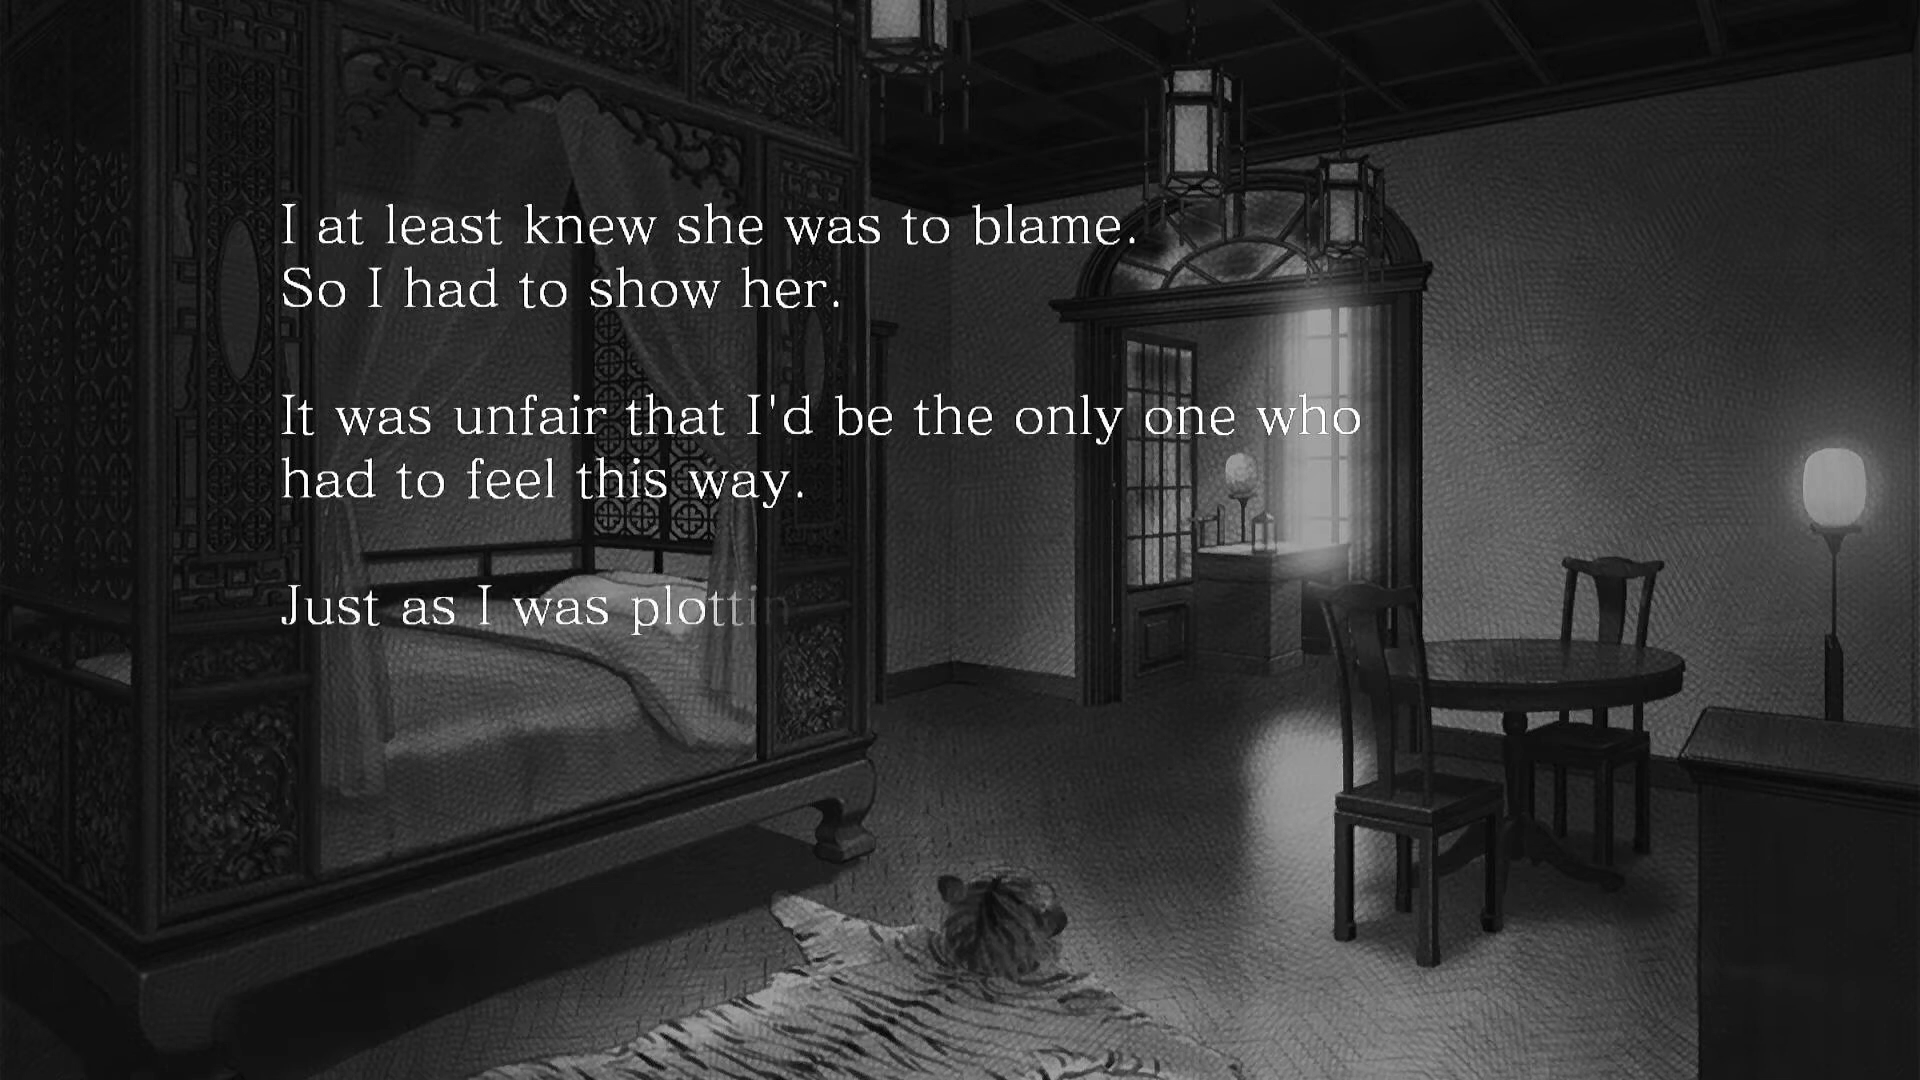 I at least knew she was to blame.
So I had to show her.
It was unfair that I'd be the only one who
had to feel this way.
Just as I was plottin